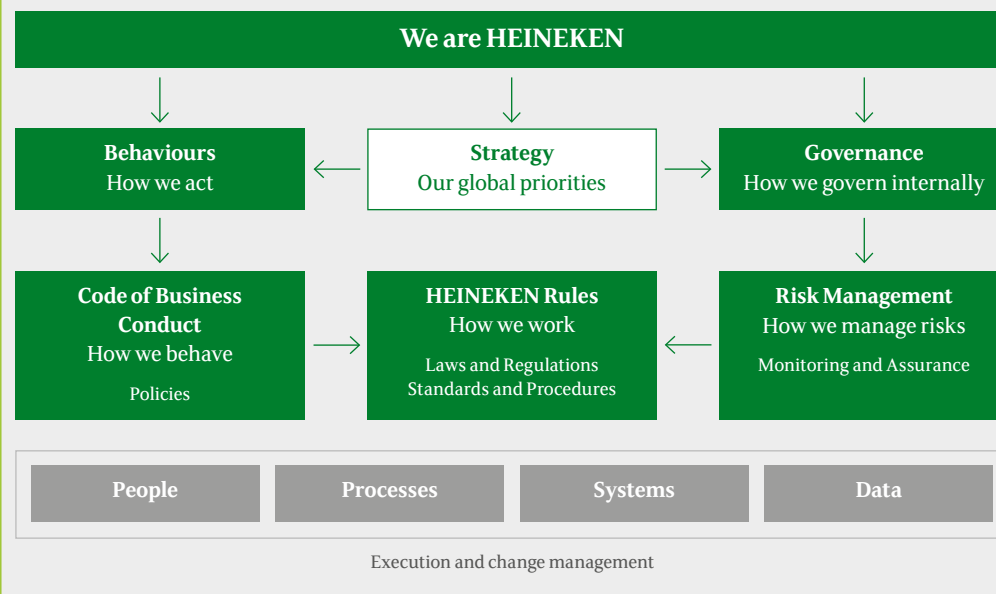 We are HEINEKEN
Behaviours
How we act
Strategy
Our global priorities
Governance
How we govern internally
Code of Business
Conduct
How we behave
Policies
HEINEKEN Rules
How we work
Laws and Regulations
Standards and Procedures
Risk Management
How we manage risks
Monitoring and Assurance
People
Processes
Systems
Data
Execution and change management